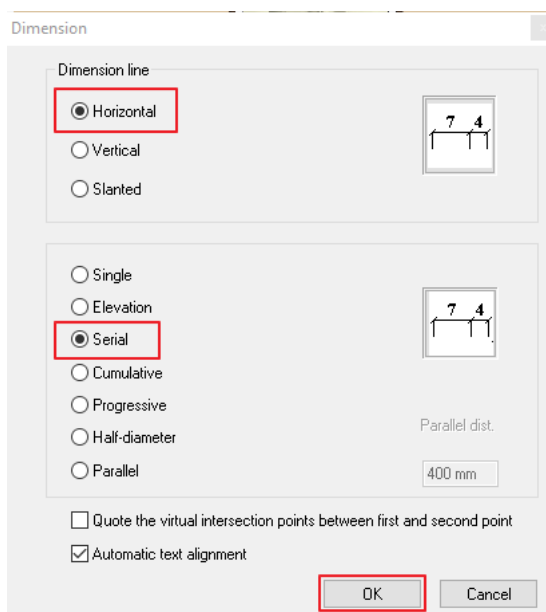 Dimension
Dimension line
Horizontal
7 4
Vertical
Slanted
Single
Elevation
7 4
Serial
Cumulative
Progressive
Parallel dist.
Half-diameter
Parallel
400 mm
Quote the virtual intersection points between first and second point
Automatic text alignment
OK Cancel